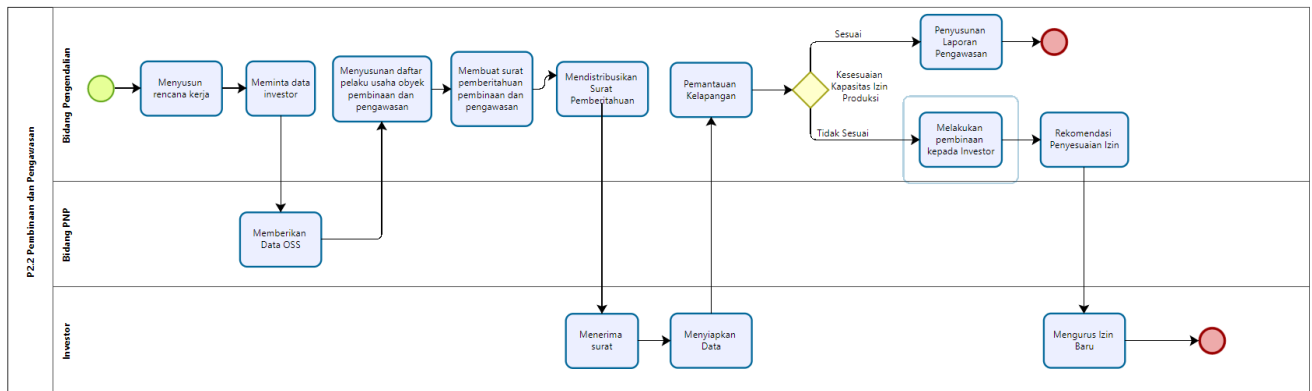 P2.2 Pembinaan dan Pengawasan
Bidang Pengendalian
Menyusun
rencana kerja
Meminta data
investor
Menyusunan daftar
pelaku usaha obyek
pembinaan dan
pengawasan
Membuat surat
pemberitahuan
pembinaan dan
pengawasan
Mendistribusikan
Surat
Pemberitahuan
Pemantauan
Kelapangan
Kesesuaian
Kapasitas Izin
Produksi
Sesuai
Penyusunan
Laporan
Pengawasan
Tidak Sesuai
Melakukan
pembinaan
kepada Investor
Rekomendasi
Penyesuaian Izin
Bidang PNP
Memberikan
Data OSS
Investor
Menerima
surat
Menyiapkan
Data
Mengurus Izin
Baru